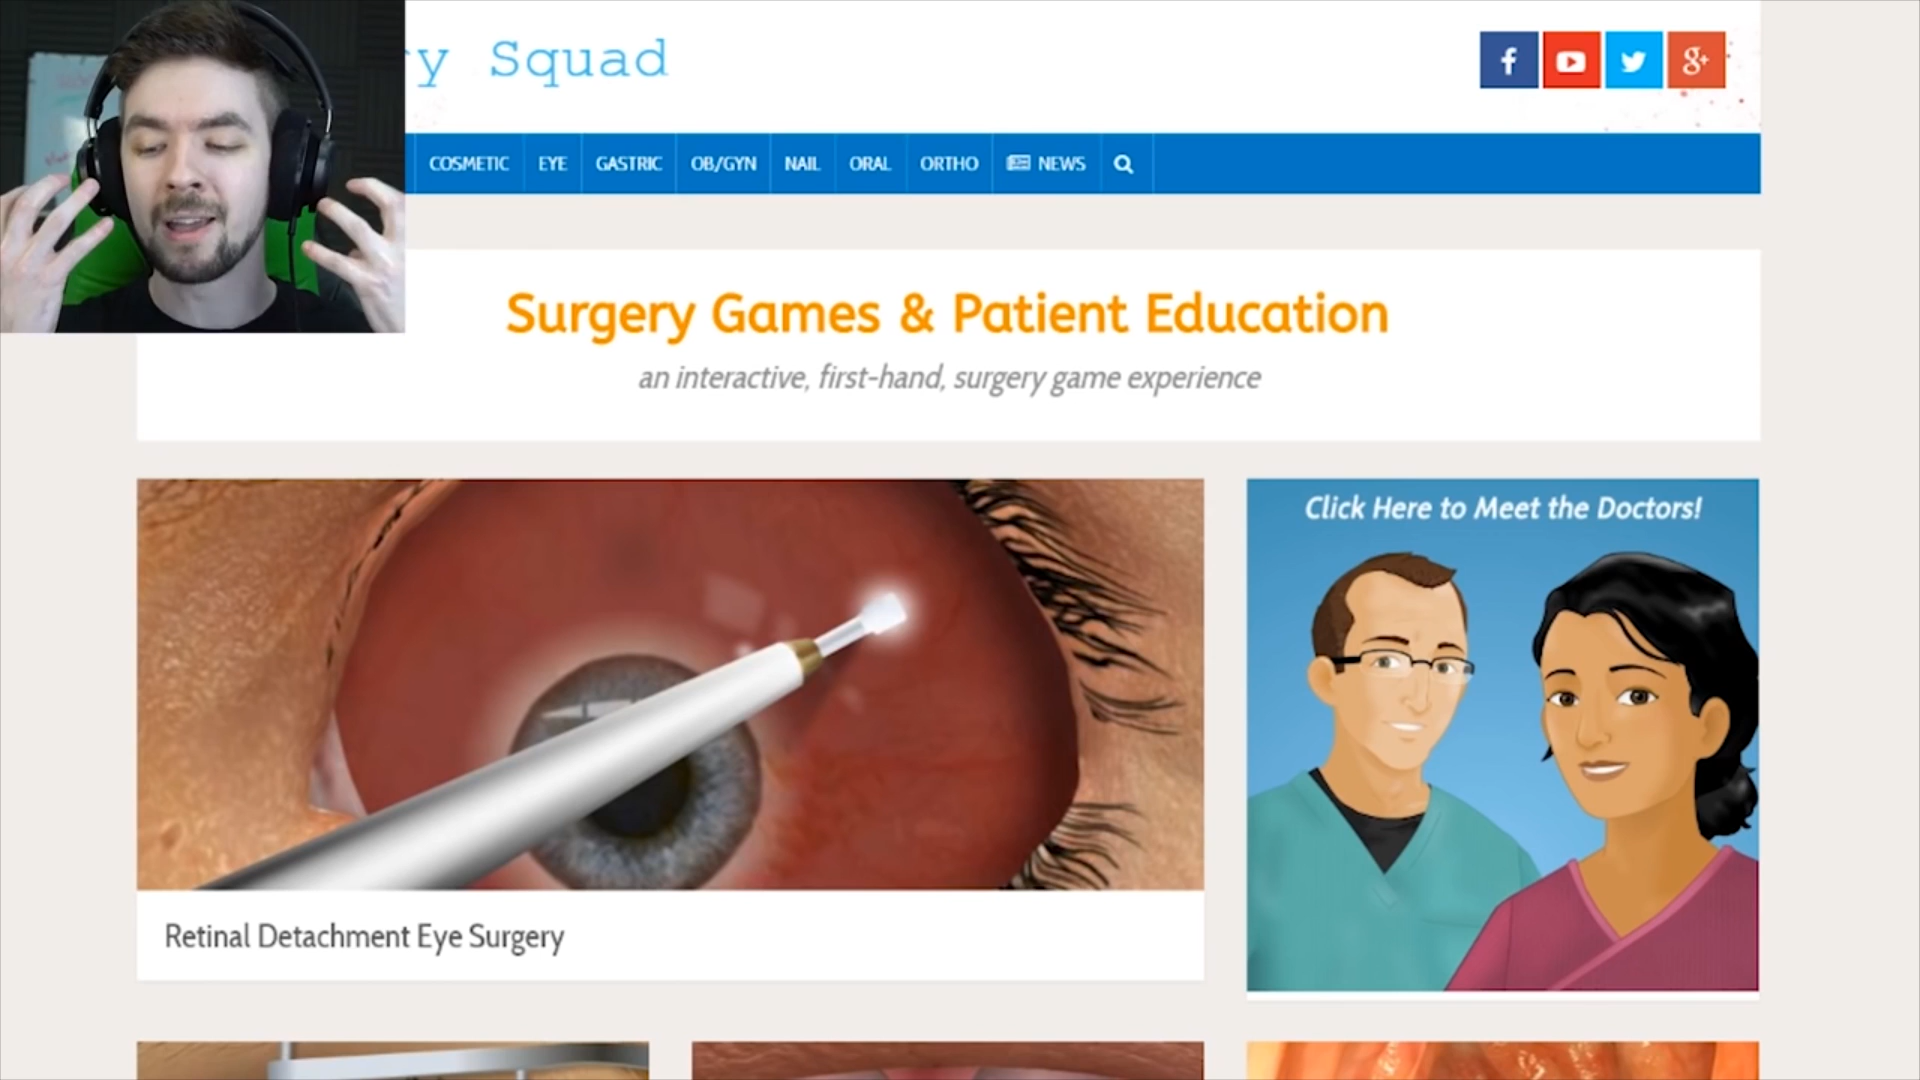 y Squad
COSMETIC EYE GASTRIC OB/GYN NAIL ORAL ORTHO NEWS
Surgery Games & Patient Education
an interactive, first-hand, surgery game experience
Click Here to Meet the Doctors!
Retinal Detachment Eye Surgery